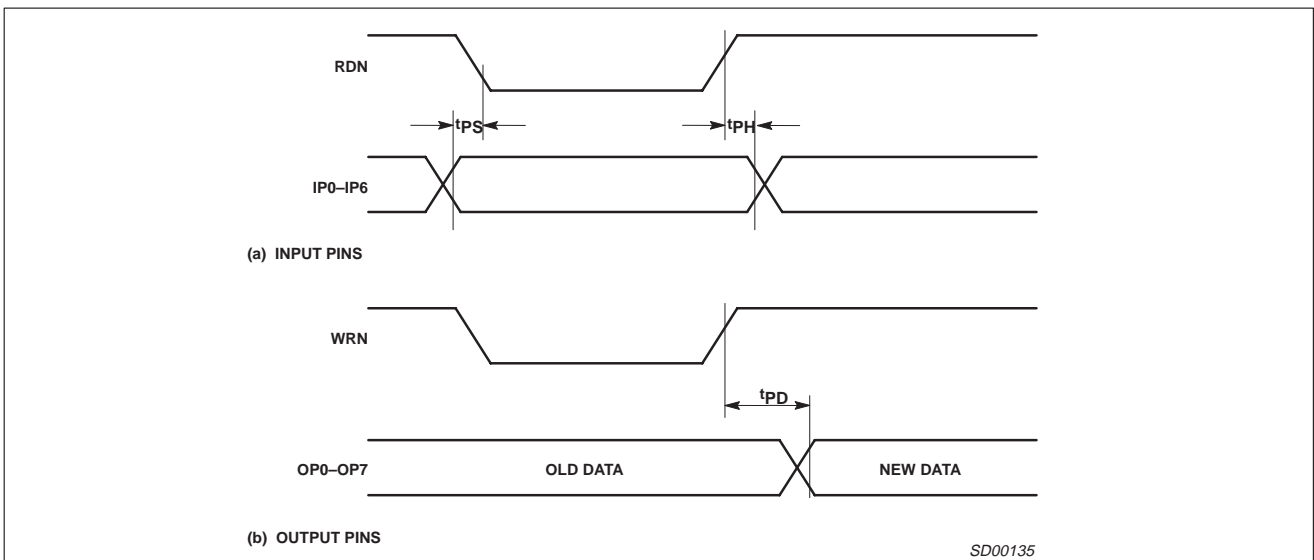 RDN
tPS
tPH
IP0–IP6
(a) INPUT PINS
WRN
tPD
OP0–OP7
OLD DATA
NEW DATA
(b) OUTPUT PINS
SD00135